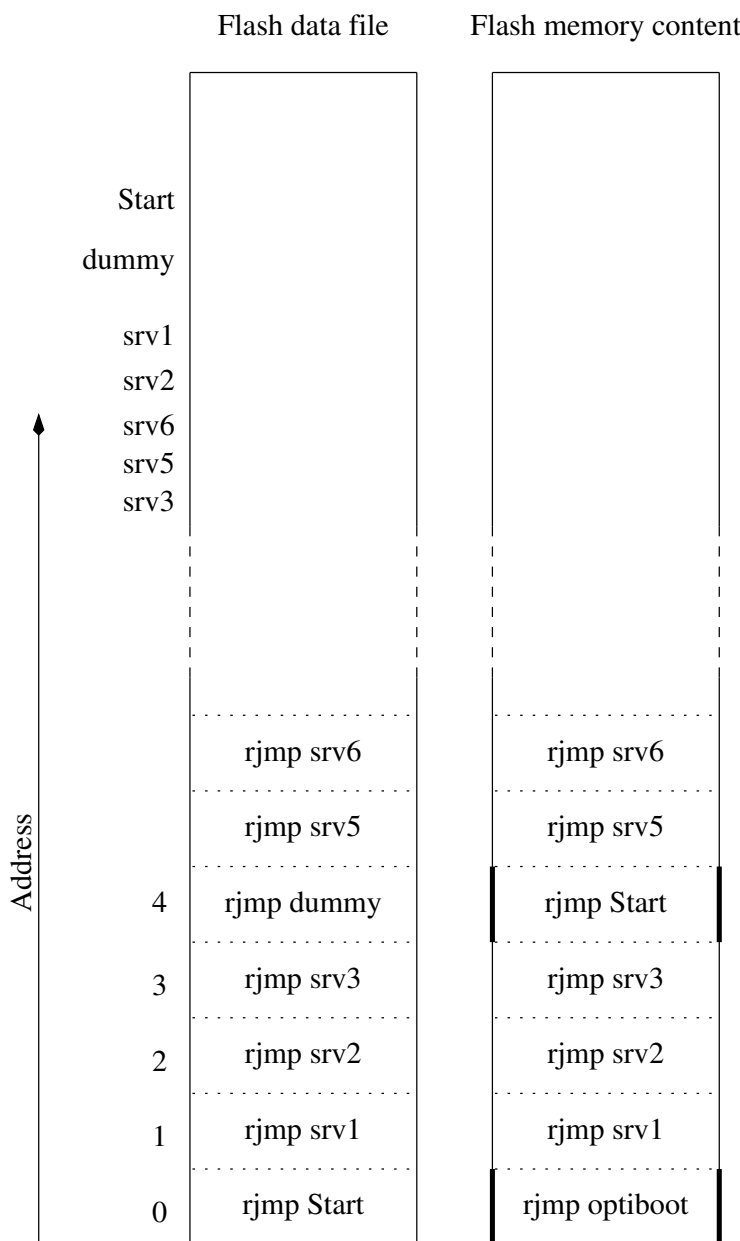 Flash data file Flash memory content
Start
dummy
srv1
srv2
srv6
srv5
srv3
rjmp srv6 rjmp srv6
rjmp srv5 rjmp srv5
Address
4 rjmp dummy rjmp Start
3 rjmp srv3 rjmp srv3
2 rjmp srv2 rjmp srv2
1 rjmp srv1 rjmp srv1
0 rjmp Start rjmp optiboot